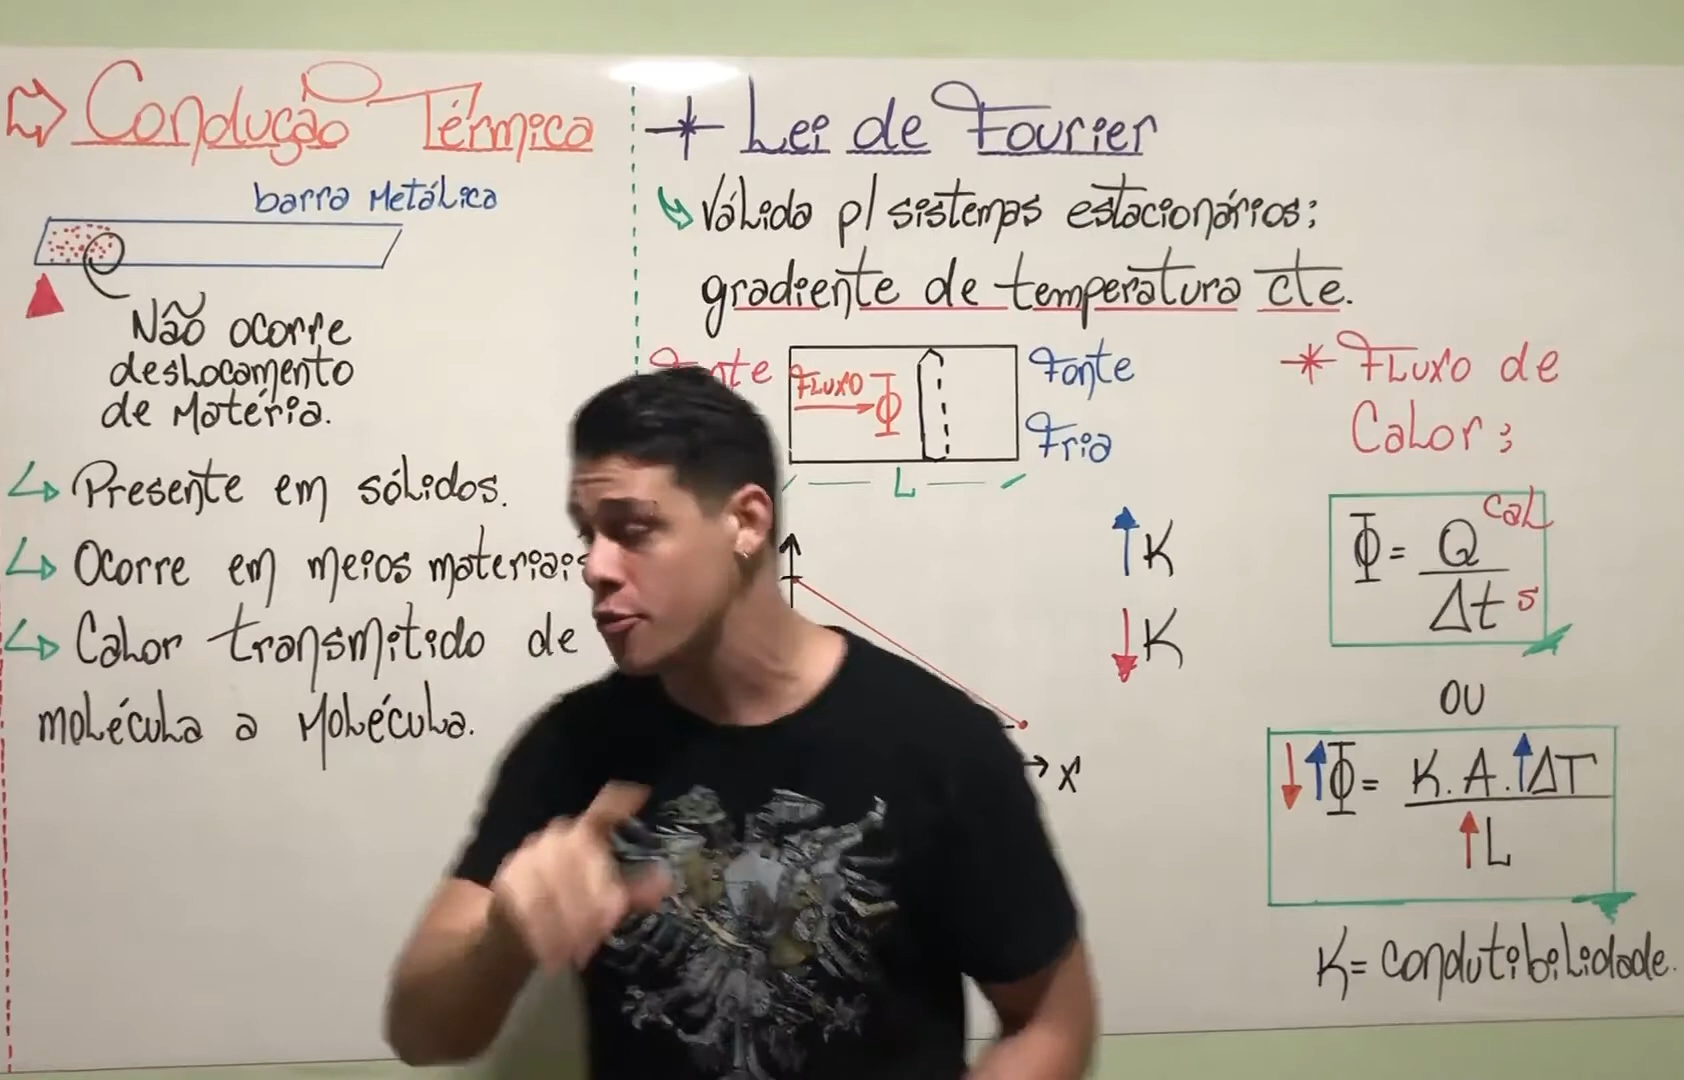 Condução Térmica
barra Metálica
Não ocorre
deslocamento
de Matéria.
Presente em sólidos.
Ocorre em meios materiais
Calor transmitido de
molécula a Molécula.
* Lei de Fourier
Válida p/ sistemas estacionários:
gradiente de temperatura cte.
FLUXO Φ
Fonte
Fria
L
↑K
↓K
X
* Fluxo de
Calor:
Φ = Q cal
Δt s
OU
↓↑Φ = K.A.↑ΔT
↑L
K = condutibilidade.